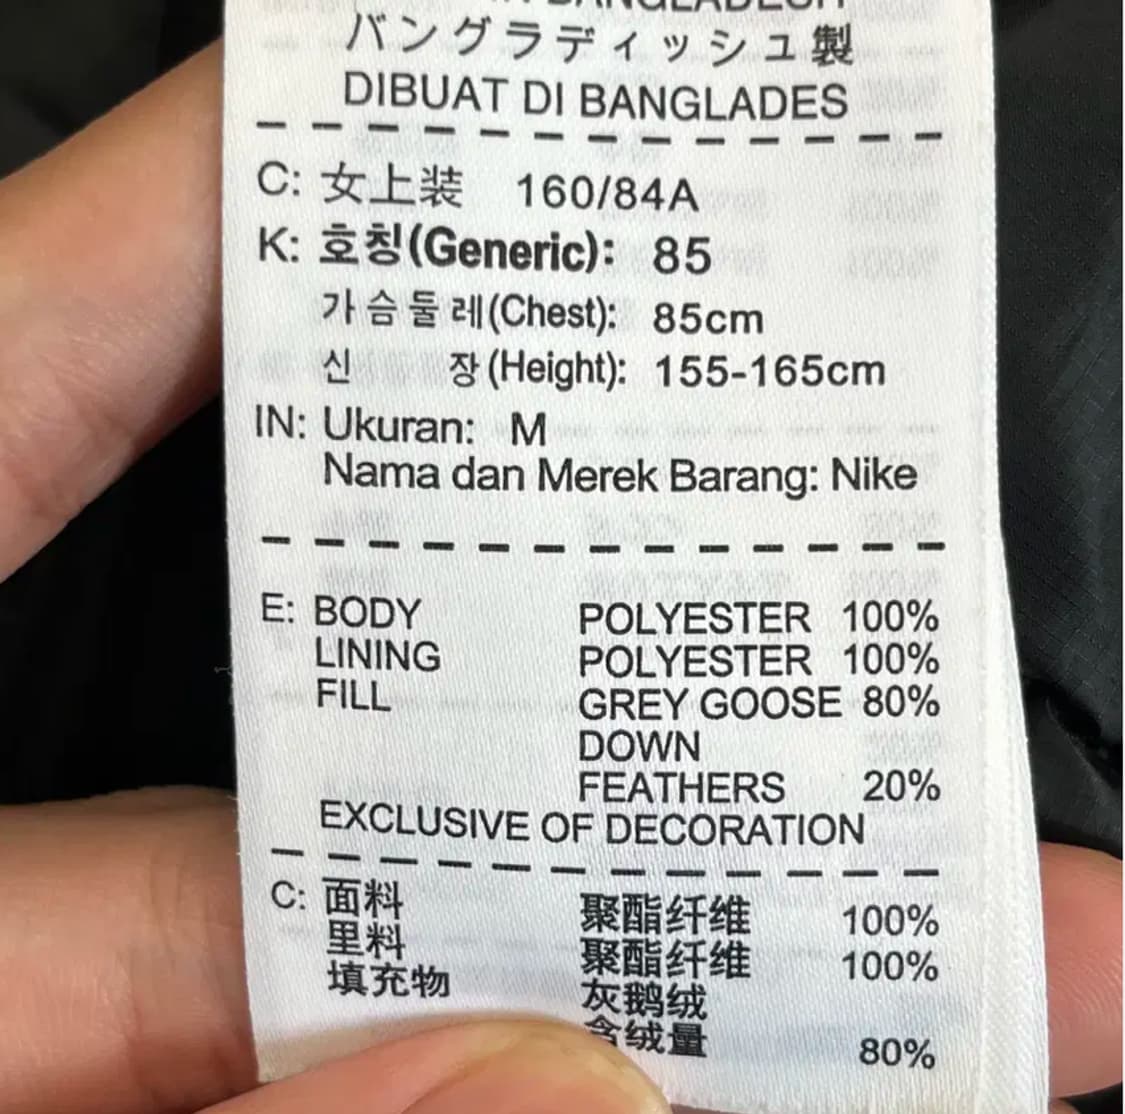 バングラディッシュ製
DIBUAT DI BANGLADES
C: 女上装 160/84A
K: 호칭(Generic): 85
가슴둘레(Chest): 85cm
신 장(Height): 155-165cm
IN: Ukuran: M
Nama dan Merek Barang: Nike
E: BODY POLYESTER 100%
LINING POLYESTER 100%
FILL GREY GOOSE 80%
DOWN
FEATHERS 20%
EXCLUSIVE OF DECORATION
C: 面料 聚酯纤维 100%
里料 聚酯纤维 100%
填充物 灰鹅绒
含绒量 80%